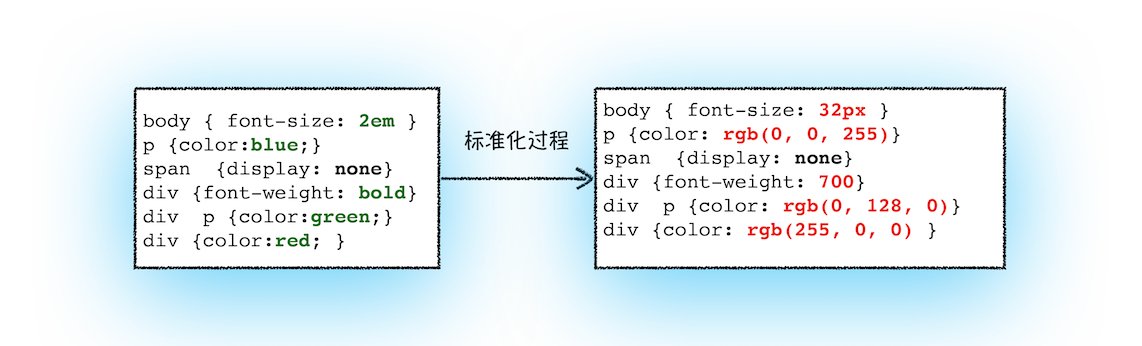 body { font-size: 2em }
p {color:blue;}
span  {display: none}
div {font-weight: bold}
div  p {color:green;}
div {color:red; }
标准化过程
body { font-size: 32px }
p {color: rgb(0, 0, 255)}
span  {display: none}
div {font-weight: 700}
div  p {color: rgb(0, 128, 0)}
div {color: rgb(255, 0, 0) }